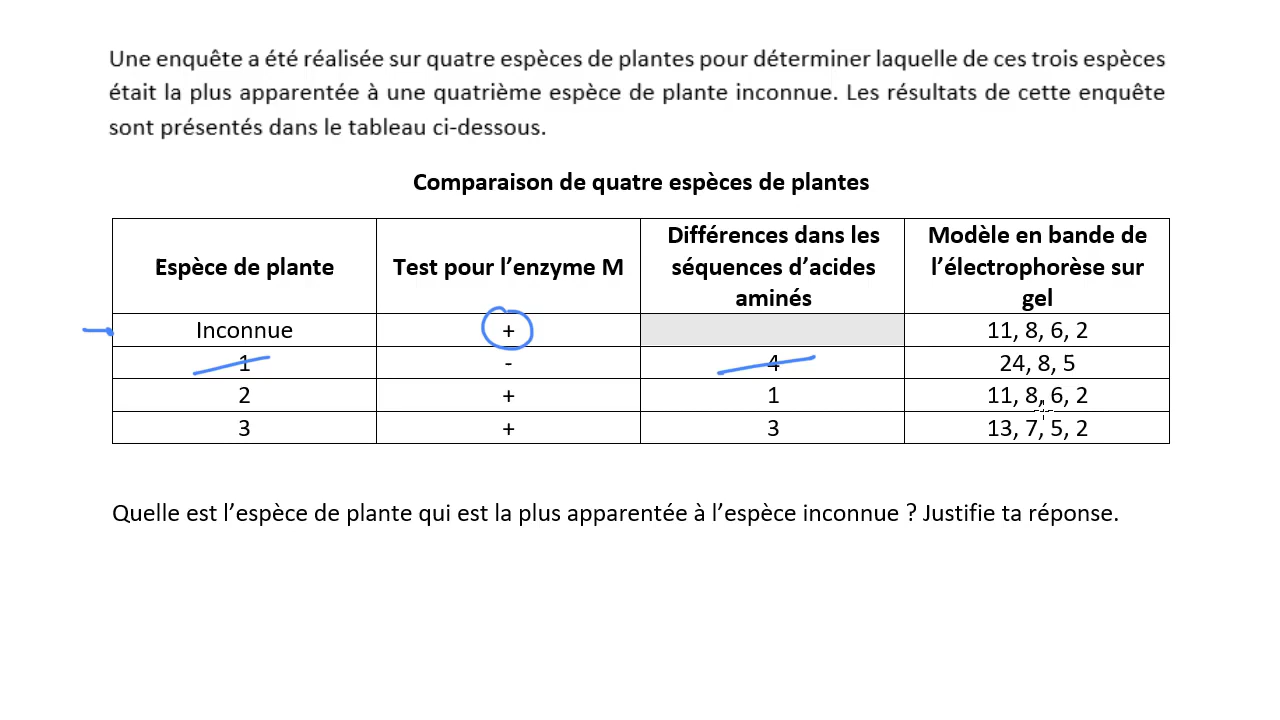 Une enquête a été réalisée sur quatre espèces de plantes pour déterminer laquelle de ces trois espèces
était la plus apparentée à une quatrième espèce de plante inconnue. Les résultats de cette enquête
sont présentés dans le tableau ci-dessous.
Comparaison de quatre espèces de plantes
Espèce de plante Test pour l’enzyme M Différences dans les séquences d’acides aminés Modèle en bande de l’électrophorèse sur gel
Inconnue + 11, 8, 6, 2
1 - 4 24, 8, 5
2 + 1 11, 8, 6, 2
3 + 3 13, 7, 5, 2
Quelle est l’espèce de plante qui est la plus apparentée à l’espèce inconnue ? Justifie ta réponse.